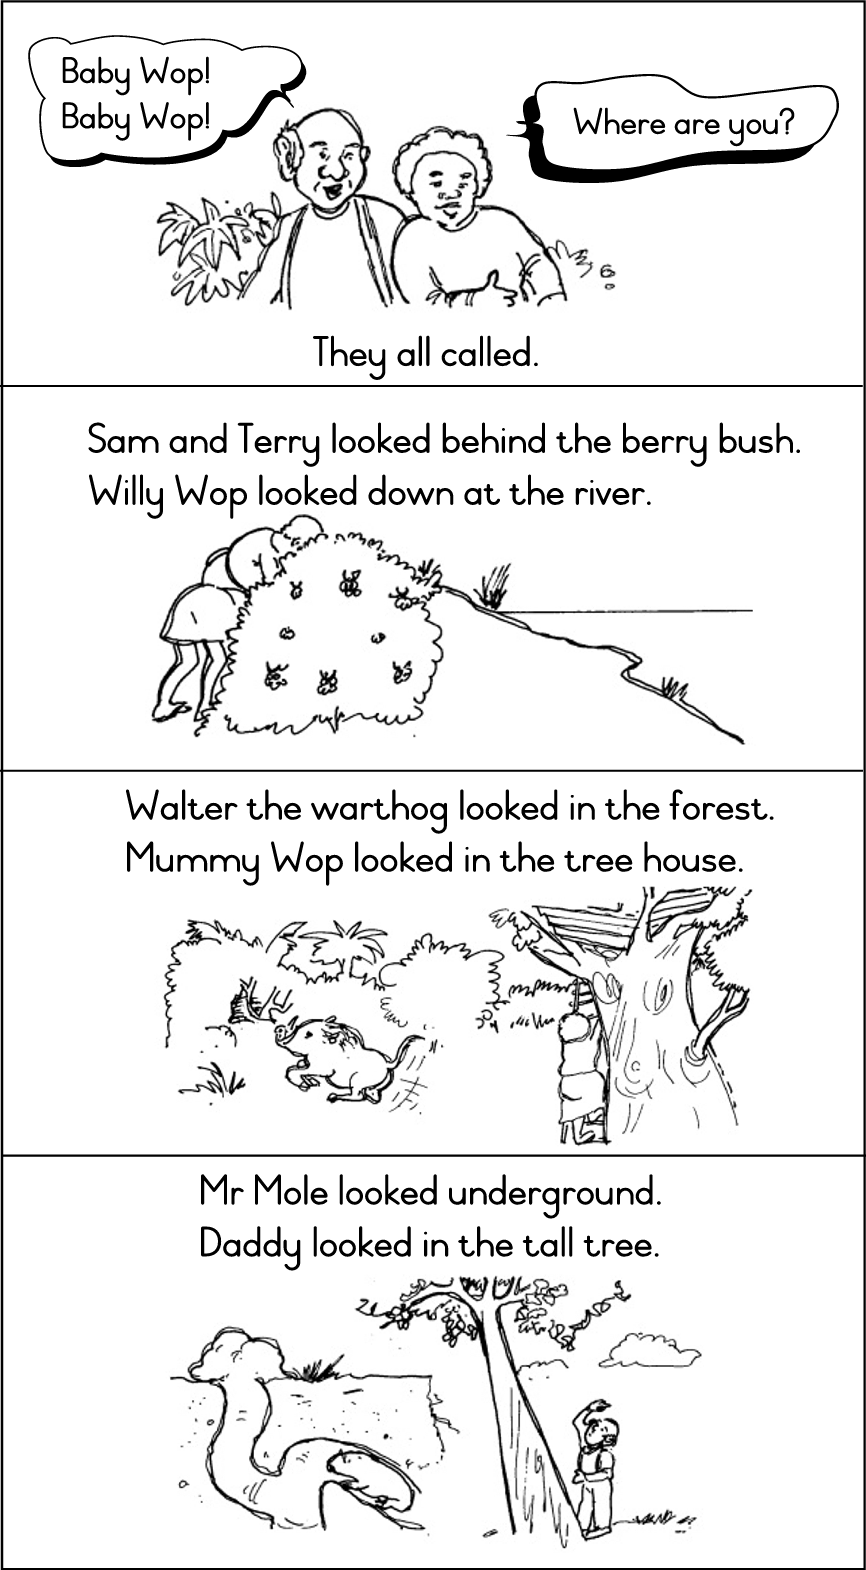 Baby Wop!
Baby Wop!
Where are you?
They all called.
Sam and Terry looked behind the berry bush.
Willy Wop looked down at the river.
Walter the warthog looked in the forest.
Mummy Wop looked in the tree house.
Mr Mole looked underground.
Daddy looked in the tall tree.